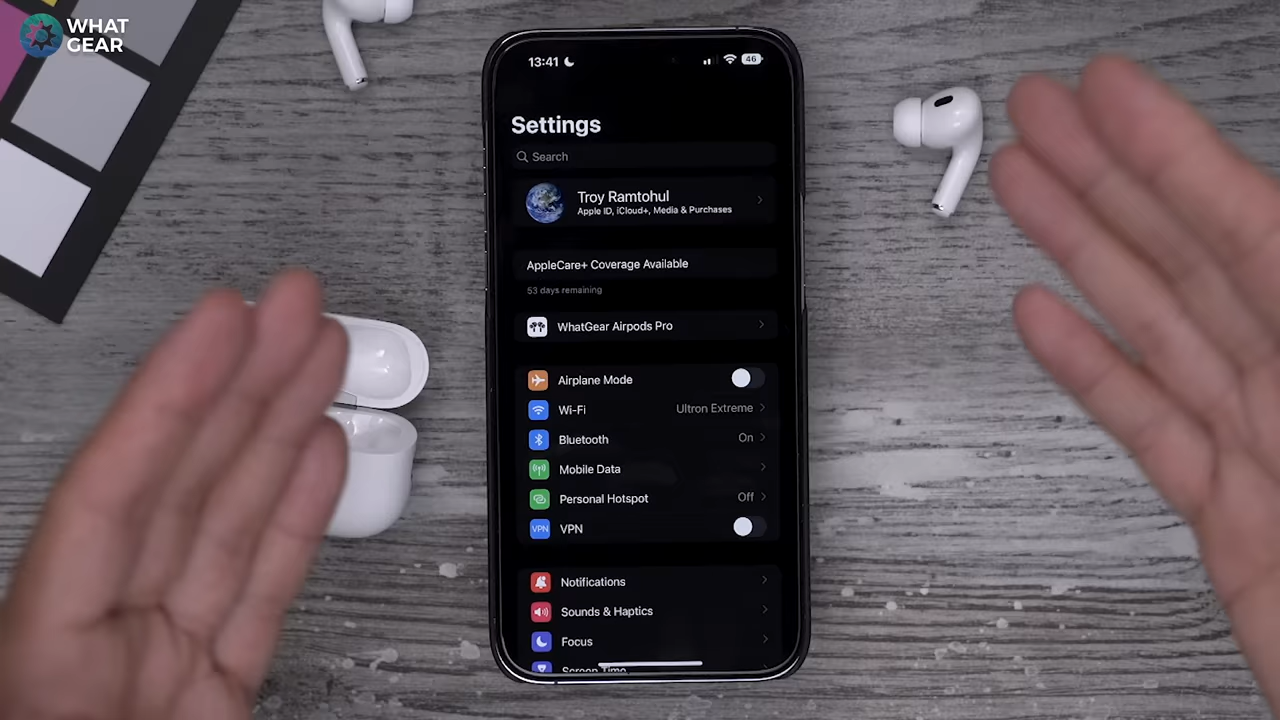 WHAT
GEAR
13:41
46
Settings
Search
Troy Ramtohul
Apple ID, iCloud+, Media & Purchases
AppleCare+ Coverage Available
53 days remaining
WhatGear Airpods Pro
Airplane Mode
Wi-Fi Ultron Extreme
Bluetooth On
Mobile Data
Personal Hotspot Off
VPN VPN
Notifications
Sounds & Haptics
Focus
Screen Time